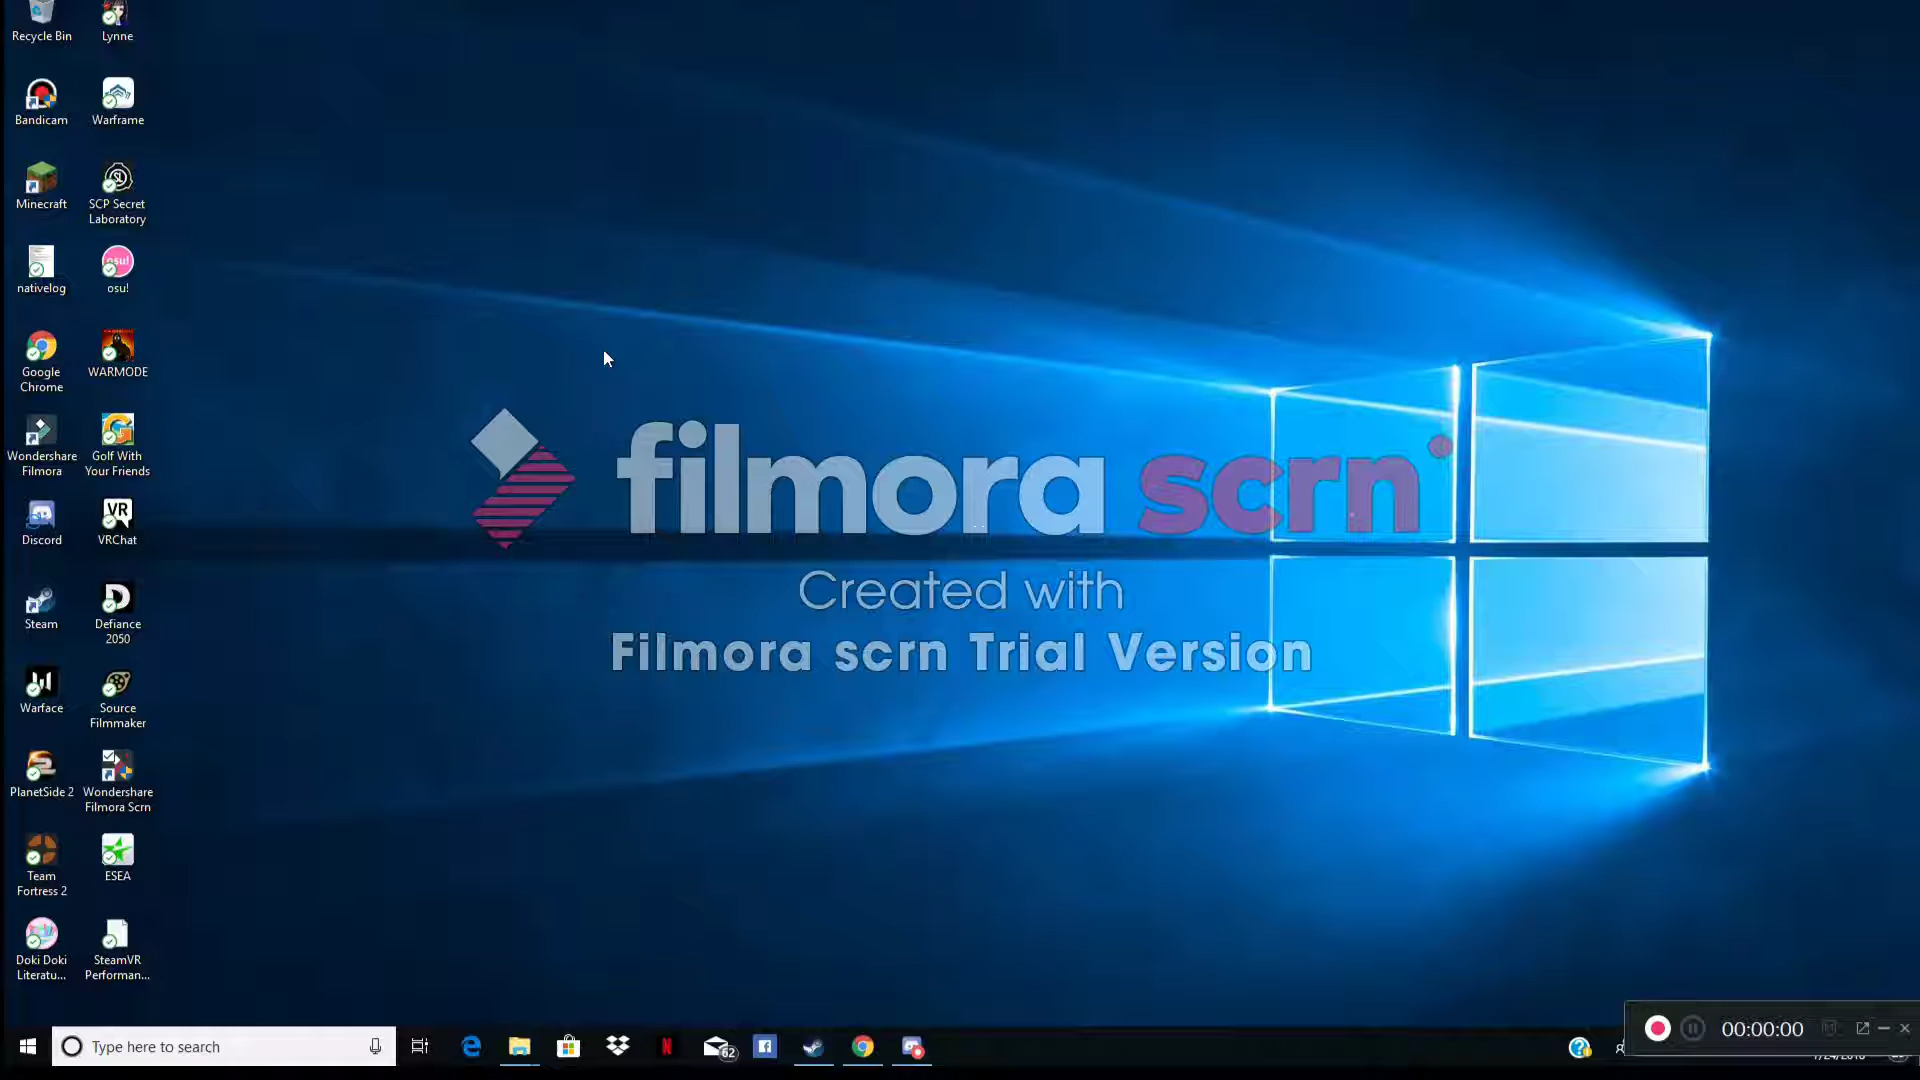 Recycle Bin
Lynne
Bandicam
Warframe
Minecraft
SCP Secret
Laboratory
nativelog
osu!
osu!
Google
Chrome
WARMODE
Wondershare
Filmora
Golf With
Your Friends
Discord
VR
VRChat
Steam
Defiance
2050
Warface
Source
Filmmaker
PlanetSide 2
Wondershare
Filmora Scrn
Team
Fortress 2
ESEA
Doki Doki
Literatu...
SteamVR
Performan...
filmora scrn
Created with
Filmora scrn Trial Version
Type here to search
62
00:00:00